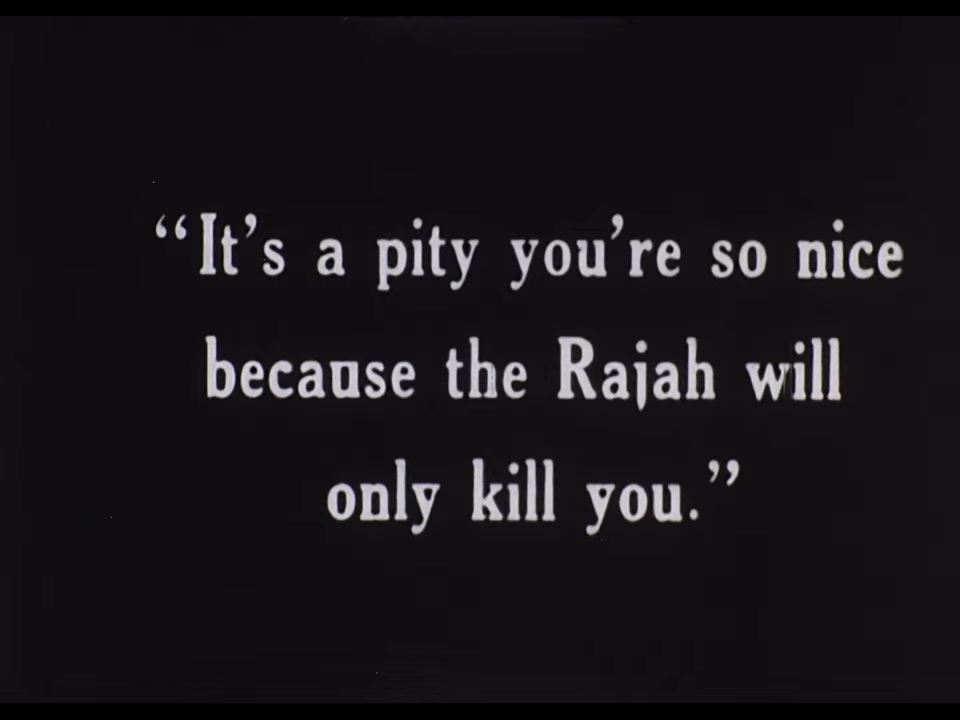 “It’s a pity you’re so nice
because the Rajah will
only kill you.”